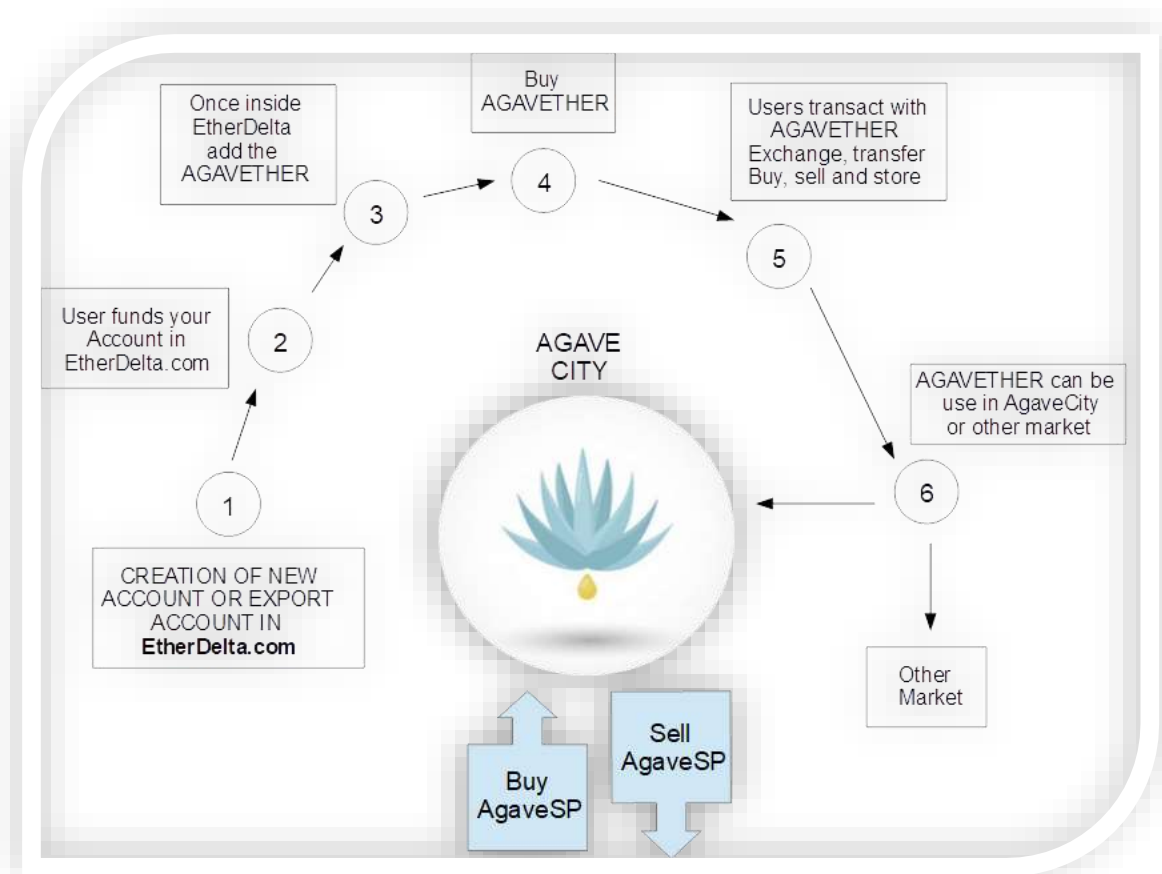 1
CREATION OF NEW
ACCOUNT OR EXPORT
ACCOUNT IN
EtherDelta.com
2
User funds your
Account in
EtherDelta.com
3
Once inside
EtherDelta
add the
AGAVETHER
4
Buy
AGAVETHER
5
Users transact with
AGAVETHER
Exchange, transfer
Buy, sell and store
6
AGAVETHER can be
use in AgaveCity
or other market
Other
Market
AGAVE
CITY
Buy
AgaveSP
Sell
AgaveSP